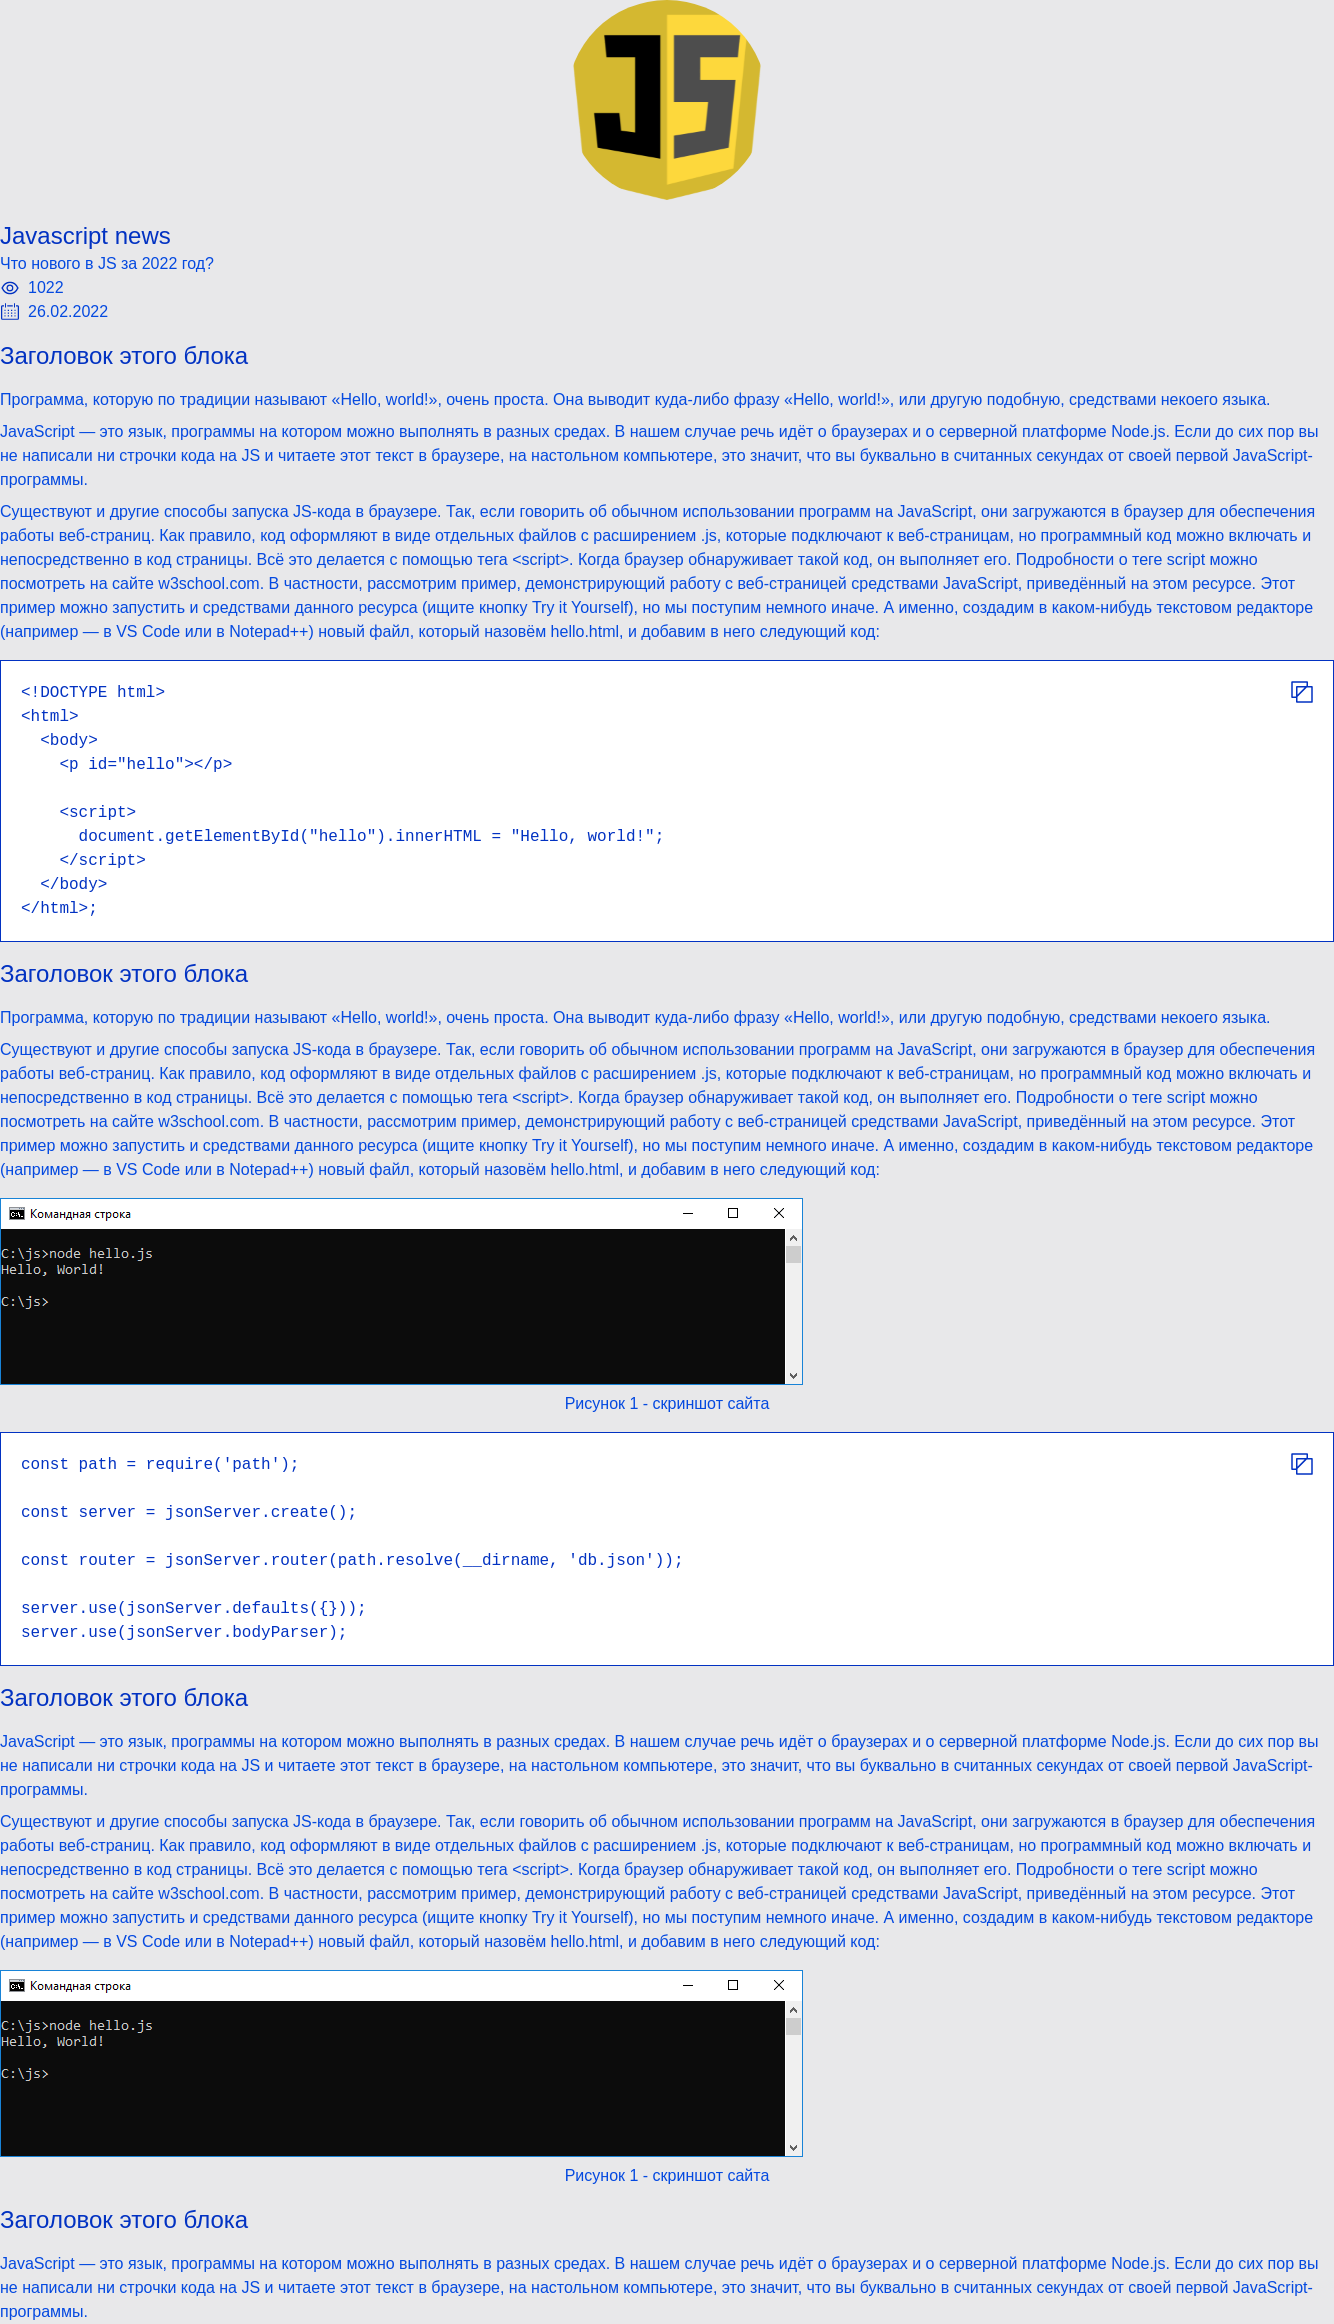 JS
Javascript news
Что нового в JS за 2022 год?
1022
26.02.2022
Заголовок этого блока
Программа, которую по традиции называют «Hello, world!», очень проста. Она выводит куда-либо фразу «Hello, world!», или другую подобную, средствами некоего языка.
JavaScript — это язык, программы на котором можно выполнять в разных средах. В нашем случае речь идёт о браузерах и о серверной платформе Node.js. Если до сих пор вы
не написали ни строчки кода на JS и читаете этот текст в браузере, на настольном компьютере, это значит, что вы буквально в считанных секундах от своей первой JavaScript-
программы.
Существуют и другие способы запуска JS-кода в браузере. Так, если говорить об обычном использовании программ на JavaScript, они загружаются в браузер для обеспечения
работы веб-страниц. Как правило, код оформляют в виде отдельных файлов с расширением .js, которые подключают к веб-страницам, но программный код можно включать и
непосредственно в код страницы. Всё это делается с помощью тега <script>. Когда браузер обнаруживает такой код, он выполняет его. Подробности о теге script можно
посмотреть на сайте w3school.com. В частности, рассмотрим пример, демонстрирующий работу с веб-страницей средствами JavaScript, приведённый на этом ресурсе. Этот
пример можно запустить и средствами данного ресурса (ищите кнопку Try it Yourself), но мы поступим немного иначе. А именно, создадим в каком-нибудь текстовом редакторе
(например — в VS Code или в Notepad++) новый файл, который назовём hello.html, и добавим в него следующий код:
<!DOCTYPE html>
<html>
  <body>
    <p id="hello"></p>

    <script>
      document.getElementById("hello").innerHTML = "Hello, world!";
    </script>
  </body>
</html>;
Заголовок этого блока
Программа, которую по традиции называют «Hello, world!», очень проста. Она выводит куда-либо фразу «Hello, world!», или другую подобную, средствами некоего языка.
Существуют и другие способы запуска JS-кода в браузере. Так, если говорить об обычном использовании программ на JavaScript, они загружаются в браузер для обеспечения
работы веб-страниц. Как правило, код оформляют в виде отдельных файлов с расширением .js, которые подключают к веб-страницам, но программный код можно включать и
непосредственно в код страницы. Всё это делается с помощью тега <script>. Когда браузер обнаруживает такой код, он выполняет его. Подробности о теге script можно
посмотреть на сайте w3school.com. В частности, рассмотрим пример, демонстрирующий работу с веб-страницей средствами JavaScript, приведённый на этом ресурсе. Этот
пример можно запустить и средствами данного ресурса (ищите кнопку Try it Yourself), но мы поступим немного иначе. А именно, создадим в каком-нибудь текстовом редакторе
(например — в VS Code или в Notepad++) новый файл, который назовём hello.html, и добавим в него следующий код:
Командная строка
C:\js>node hello.js
Hello, World!
C:\js>
Рисунок 1 - скриншот сайта
const path = require('path');

const server = jsonServer.create();

const router = jsonServer.router(path.resolve(__dirname, 'db.json'));

server.use(jsonServer.defaults({}));
server.use(jsonServer.bodyParser);
Заголовок этого блока
JavaScript — это язык, программы на котором можно выполнять в разных средах. В нашем случае речь идёт о браузерах и о серверной платформе Node.js. Если до сих пор вы
не написали ни строчки кода на JS и читаете этот текст в браузере, на настольном компьютере, это значит, что вы буквально в считанных секундах от своей первой JavaScript-
программы.
Существуют и другие способы запуска JS-кода в браузере. Так, если говорить об обычном использовании программ на JavaScript, они загружаются в браузер для обеспечения
работы веб-страниц. Как правило, код оформляют в виде отдельных файлов с расширением .js, которые подключают к веб-страницам, но программный код можно включать и
непосредственно в код страницы. Всё это делается с помощью тега <script>. Когда браузер обнаруживает такой код, он выполняет его. Подробности о теге script можно
посмотреть на сайте w3school.com. В частности, рассмотрим пример, демонстрирующий работу с веб-страницей средствами JavaScript, приведённый на этом ресурсе. Этот
пример можно запустить и средствами данного ресурса (ищите кнопку Try it Yourself), но мы поступим немного иначе. А именно, создадим в каком-нибудь текстовом редакторе
(например — в VS Code или в Notepad++) новый файл, который назовём hello.html, и добавим в него следующий код:
Командная строка
C:\js>node hello.js
Hello, World!
C:\js>
Рисунок 1 - скриншот сайта
Заголовок этого блока
JavaScript — это язык, программы на котором можно выполнять в разных средах. В нашем случае речь идёт о браузерах и о серверной платформе Node.js. Если до сих пор вы
не написали ни строчки кода на JS и читаете этот текст в браузере, на настольном компьютере, это значит, что вы буквально в считанных секундах от своей первой JavaScript-
программы.